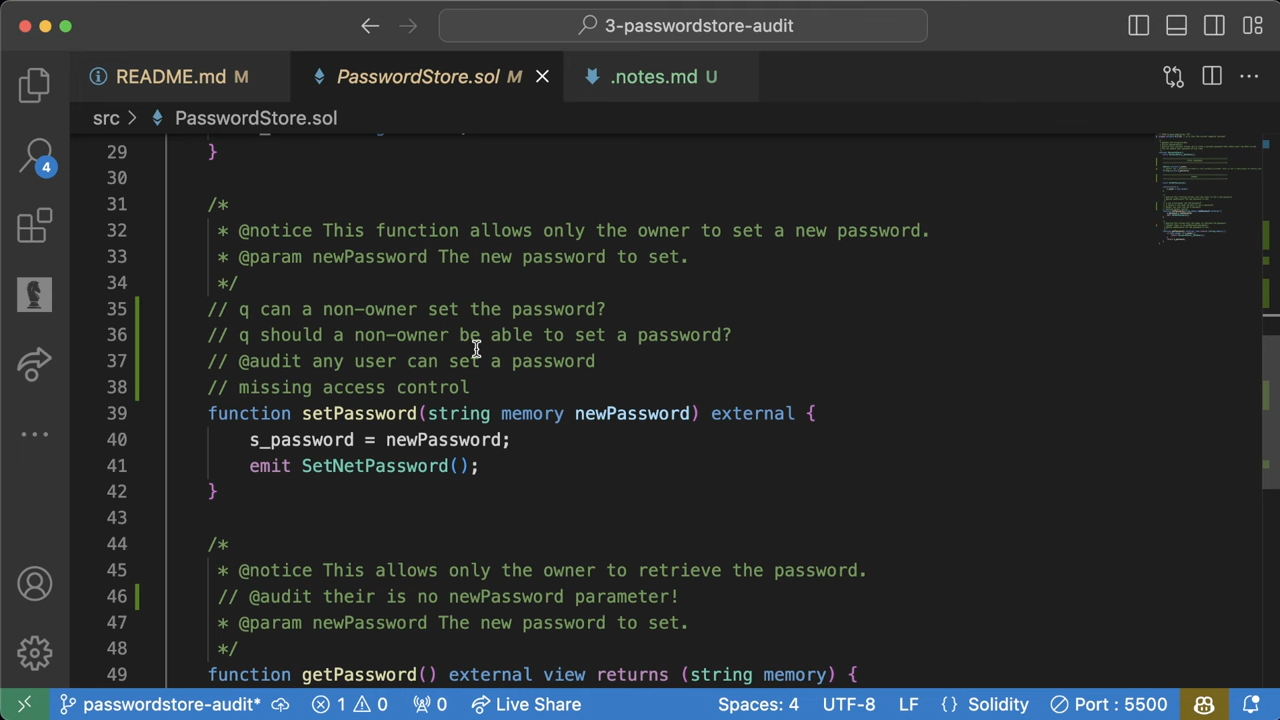 3-passwordstore-audit
README.md M
PasswordStore.sol M
.notes.md U
src > PasswordStore.sol
4
29 }
30
31 /*
32 * @notice This function allows only the owner to set a new password.
33 * @param newPassword The new password to set.
34 */
35 // q can a non-owner set the password?
36 // q should a non-owner be able to set a password?
37 // @audit any user can set a password
38 // missing access control
39 function setPassword(string memory newPassword) external {
40 s_password = newPassword;
41 emit SetNetPassword();
42 }
43
44 /*
45 * @notice This allows only the owner to retrieve the password.
46 // @audit their is no newPassword parameter!
47 * @param newPassword The new password to set.
48 */
49 function getPassword() external view returns (string memory) {
passwordstore-audit* 1 0 0 Live Share Spaces: 4 UTF-8 LF {} Solidity Port : 5500